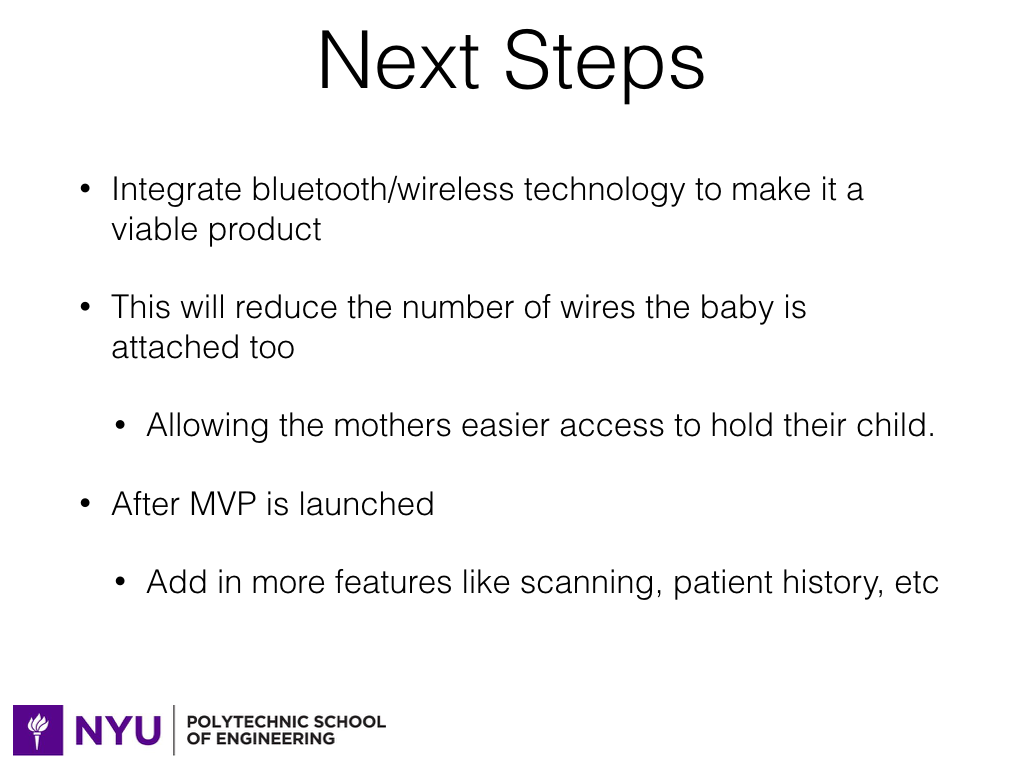 Next Steps
• Integrate bluetooth/wireless technology to make it a
viable product
• This will reduce the number of wires the baby is
attached too
• Allowing the mothers easier access to hold their child.
• After MVP is launched
• Add in more features like scanning, patient history, etc
NYU
POLYTECHNIC SCHOOL
OF ENGINEERING